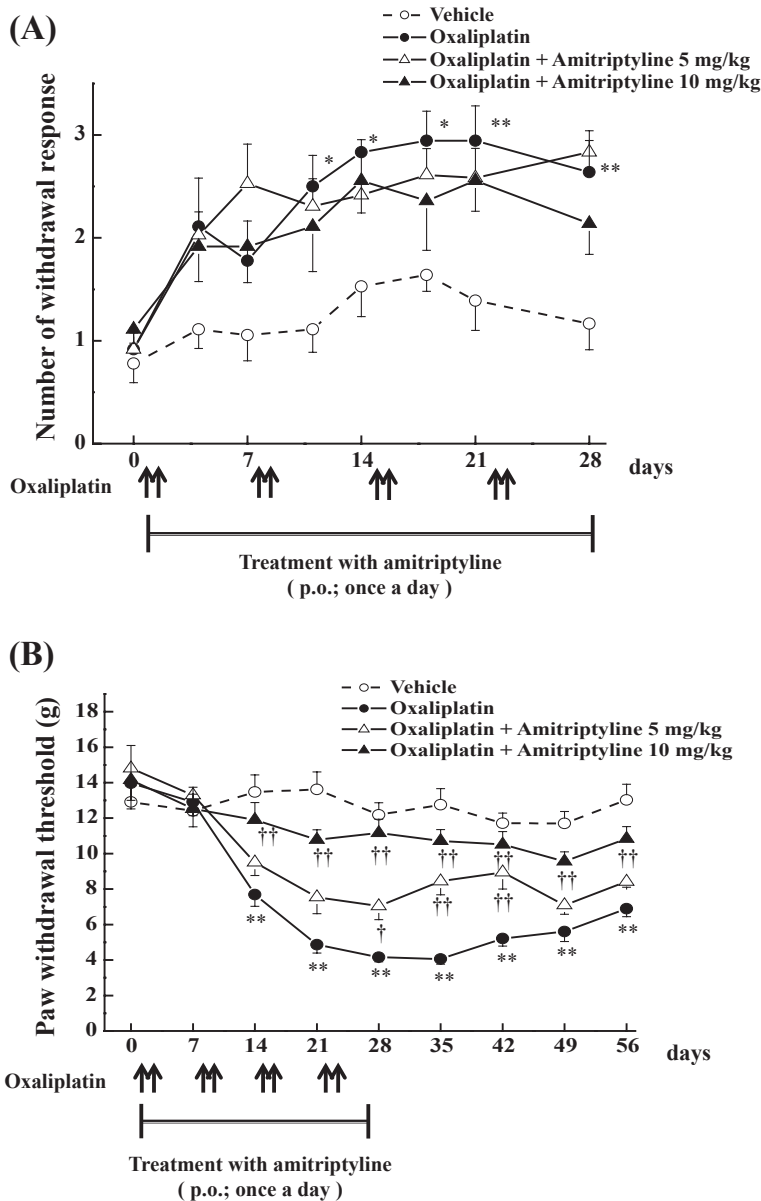 (A)
Vehicle
Oxaliplatin
Oxaliplatin + Amitriptyline 5 mg/kg
Oxaliplatin + Amitriptyline 10 mg/kg
Number of withdrawal response
3
2
1
0
* * * **
**
0 7 14 21 28 days
Oxaliplatin
Treatment with amitriptyline
( p.o.; once a day )
(B)
Vehicle
Oxaliplatin
Oxaliplatin + Amitriptyline 5 mg/kg
Oxaliplatin + Amitriptyline 10 mg/kg
Paw withdrawal threshold (g)
18
16
14
12
10
8
6
4
2
0
†† †† †† †† †† †† ††
† †† ††
** ** ** ** ** ** **
0 7 14 21 28 35 42 49 56 days
Oxaliplatin
Treatment with amitriptyline
( p.o.; once a day )